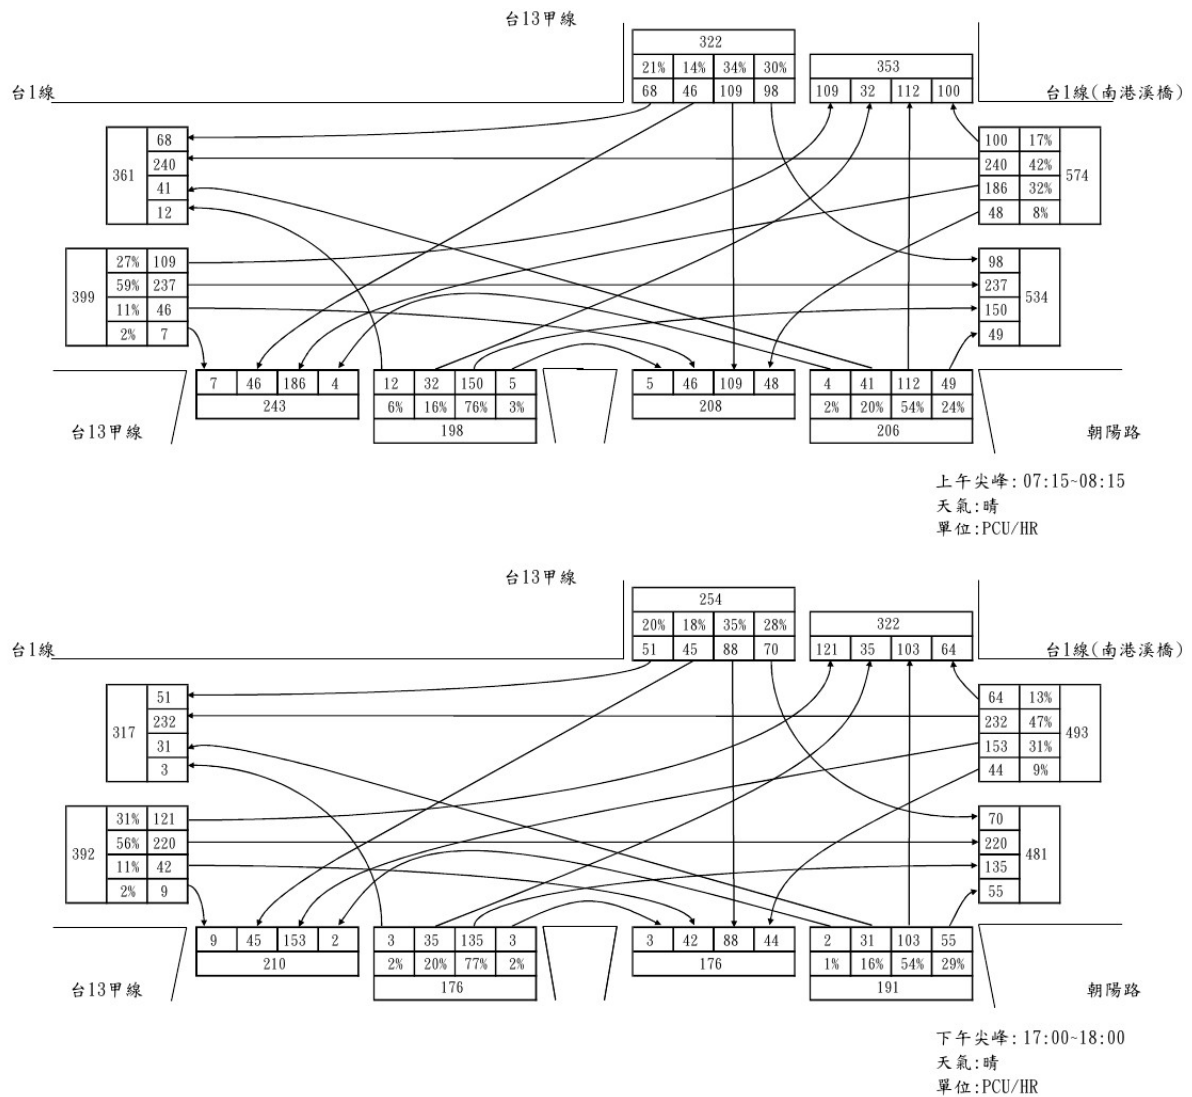 台13甲線
322
21% 14% 34% 30%
353
台1線
68 46 109 98
109 32 112 100
台1線(南港溪橋)
361
68
240
41
12
100 17%
240 42%
186 32%
48 8%
574
399
27% 109
59% 237
11% 46
2% 7
98
237
150
49
534
7 46 186 4
243
12 32 150 5
6% 16% 76% 3%
198
5 46 109 48
208
4 41 112 49
2% 20% 54% 24%
206
台13甲線
朝陽路
上午尖峰:07:15~08:15
天氣:晴
單位:PCU/HR
台13甲線
254
20% 18% 35% 28%
322
台1線
51 45 88 70
121 35 103 64
台1線(南港溪橋)
317
51
232
31
3
64 13%
232 47%
153 31%
44 9%
493
392
31% 121
56% 220
11% 42
2% 9
70
220
135
55
481
9 45 153 2
210
3 35 135 3
2% 20% 77% 2%
176
3 42 88 44
176
2 31 103 55
1% 16% 54% 29%
191
台13甲線
朝陽路
下午尖峰:17:00~18:00
天氣:晴
單位:PCU/HR